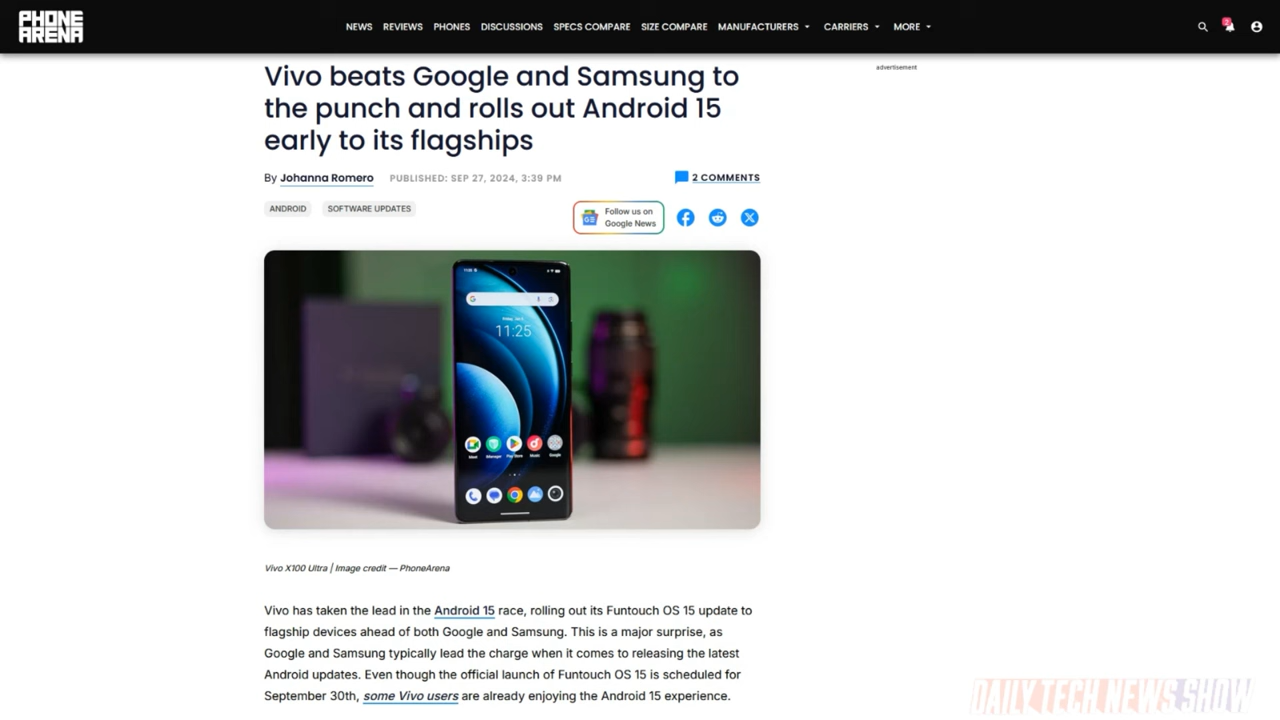 PHONE
ARENA
NEWS REVIEWS PHONES DISCUSSIONS SPECS COMPARE SIZE COMPARE MANUFACTURERS CARRIERS MORE
2
advertisement
Vivo beats Google and Samsung to
the punch and rolls out Android 15
early to its flagships
By Johanna Romero PUBLISHED: SEP 27, 2024, 3:39 PM
2 COMMENTS
ANDROID SOFTWARE UPDATES
Follow us on
Google News
11:25
Vivo X100 Ultra | Image credit — PhoneArena
Vivo has taken the lead in the Android 15 race, rolling out its Funtouch OS 15 update to
flagship devices ahead of both Google and Samsung. This is a major surprise, as
Google and Samsung typically lead the charge when it comes to releasing the latest
Android updates. Even though the official launch of Funtouch OS 15 is scheduled for
September 30th, some Vivo users are already enjoying the Android 15 experience.
DAILY TECH NEWS SHOW